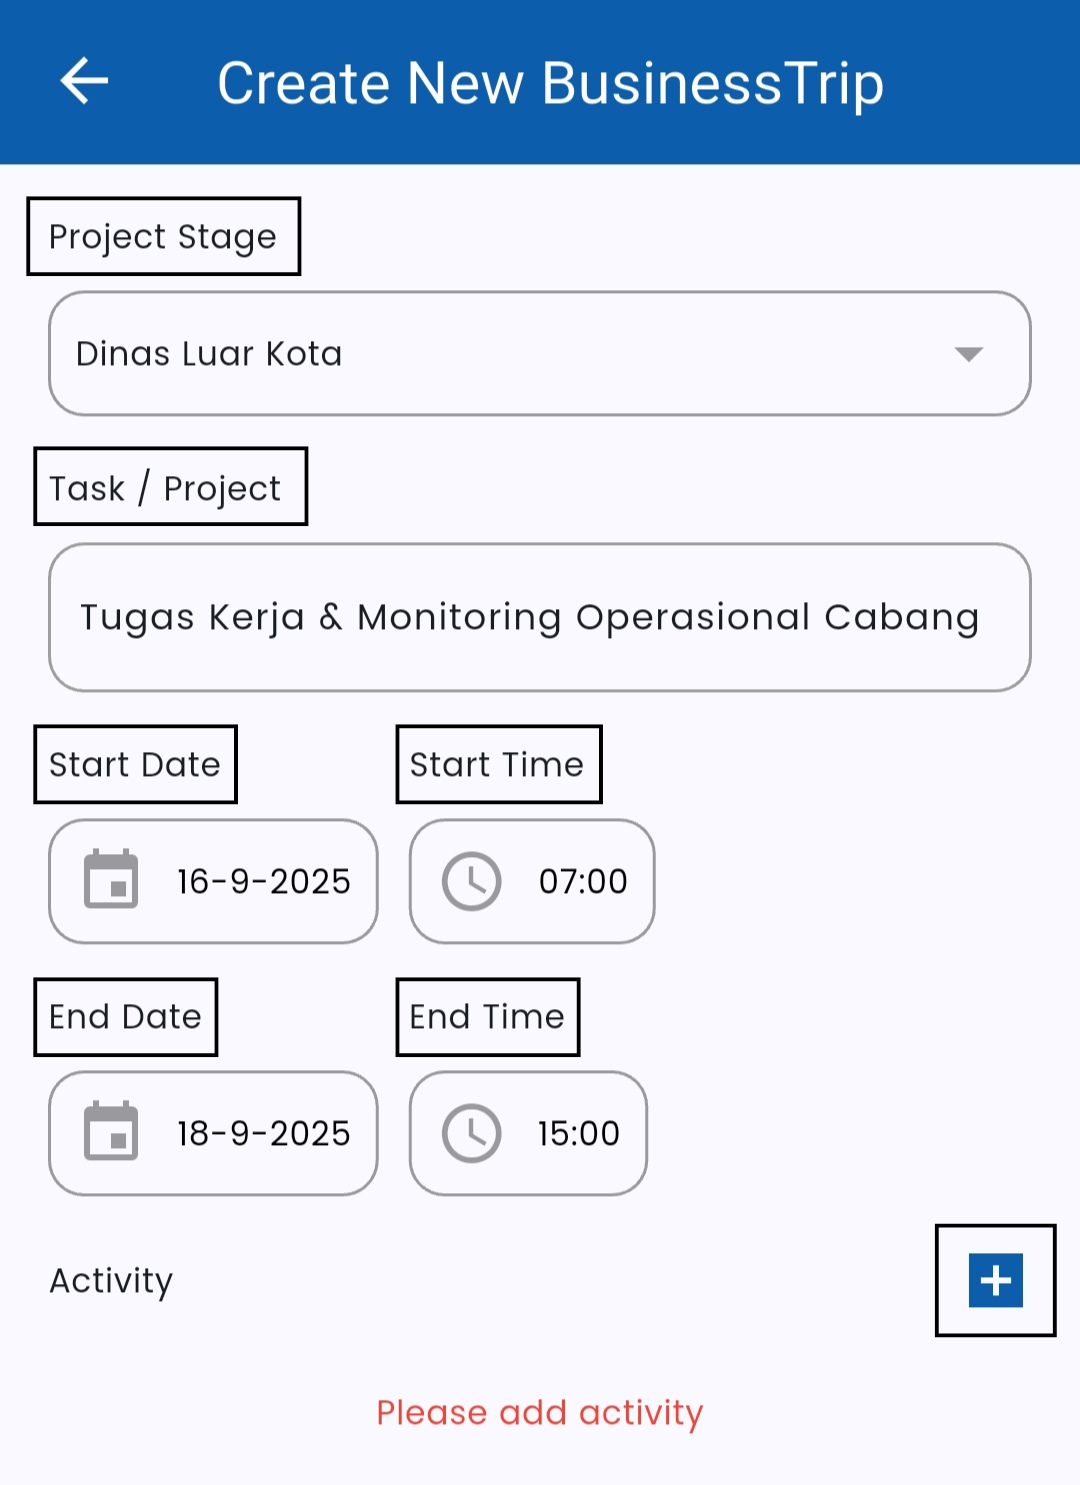 Create New BusinessTrip
Project Stage
Dinas Luar Kota
Task / Project
Tugas Kerja & Monitoring Operasional Cabang
Start Date Start Time
16-9-2025 07:00
End Date End Time
18-9-2025 15:00
Activity
Please add activity